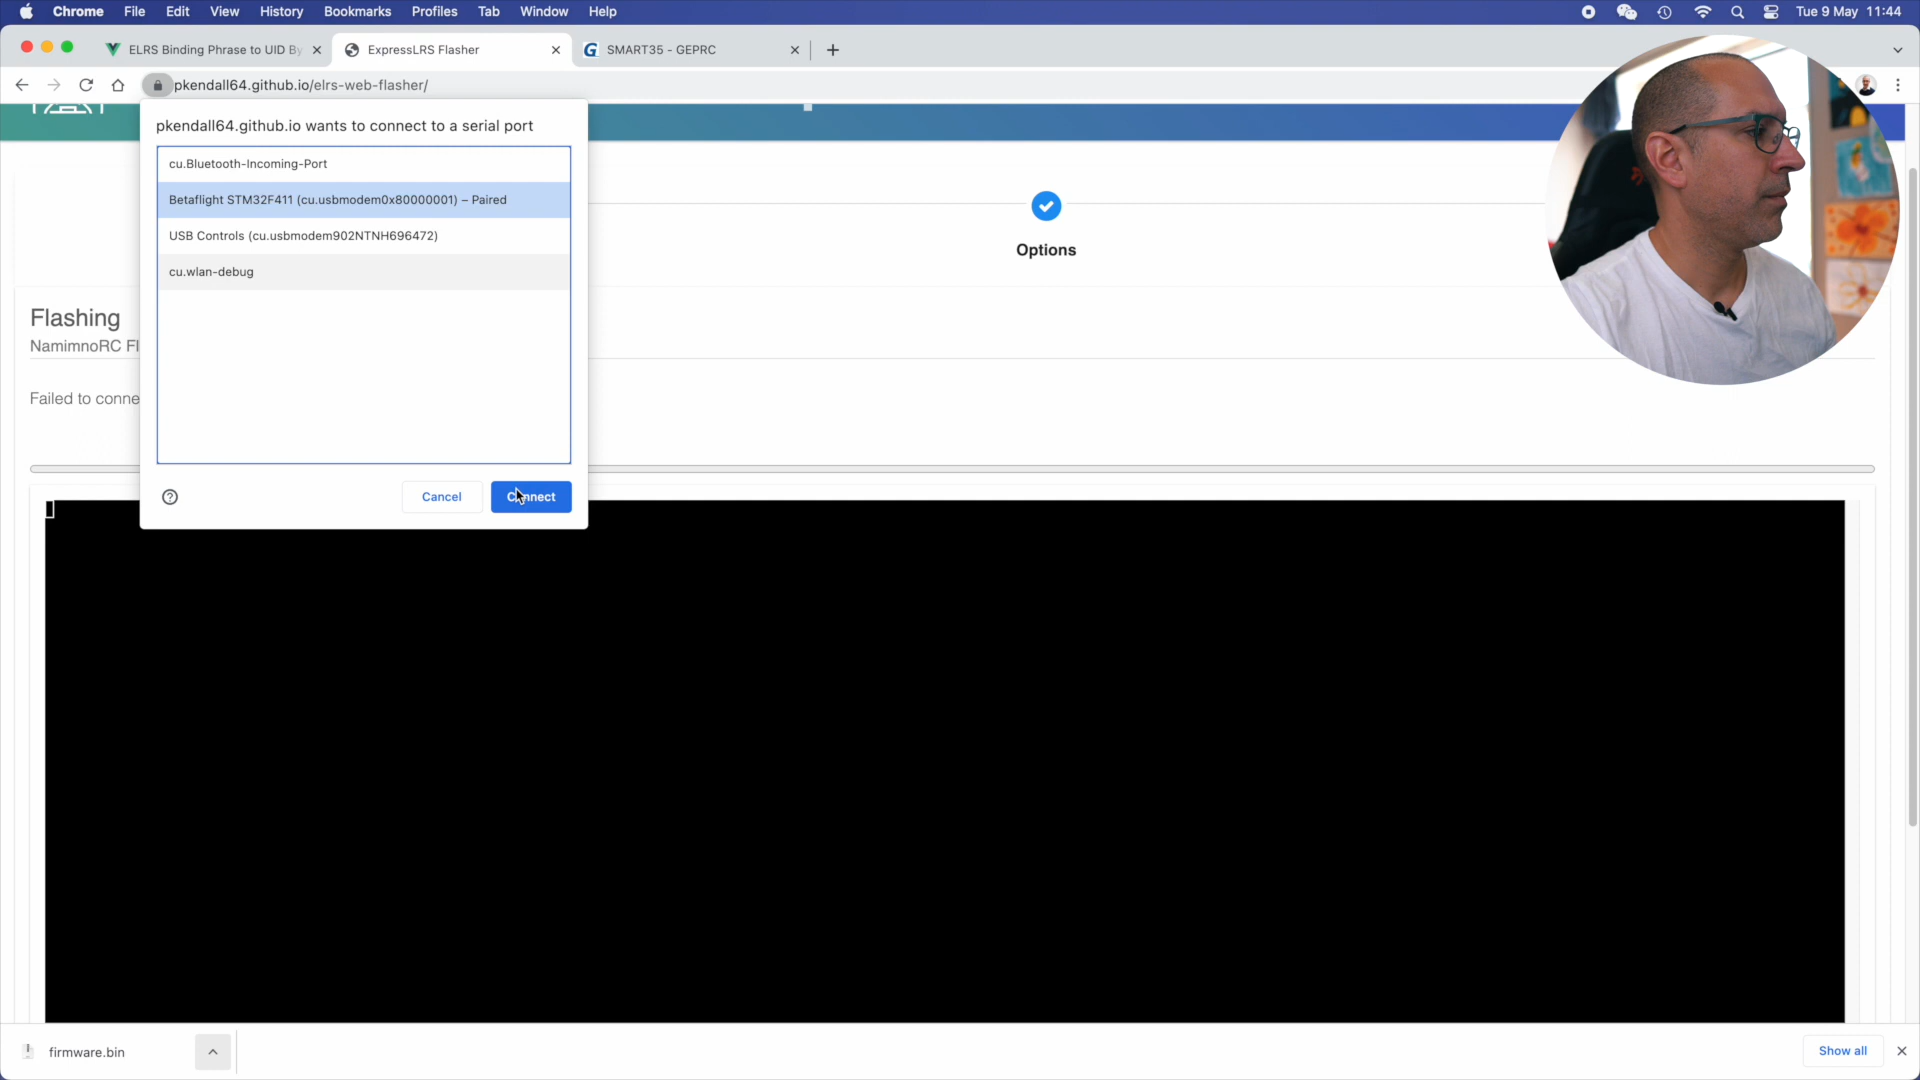 Chrome File Edit View History Bookmarks Profiles Tab Window Help Tue 9 May 11:44
ELRS Binding Phrase to UID By ExpressLRS Flasher SMART35 - GEPRC
pkendall64.github.io/elrs-web-flasher/
pkendall64.github.io wants to connect to a serial port
cu.Bluetooth-Incoming-Port
Betaflight STM32F411 (cu.usbmodem0x80000001) – Paired
USB Controls (cu.usbmodem902NTNH696472)
cu.wlan-debug
Cancel Connect
Options
Flashing
NamimnoRC Fl
Failed to conne
firmware.bin
Show all